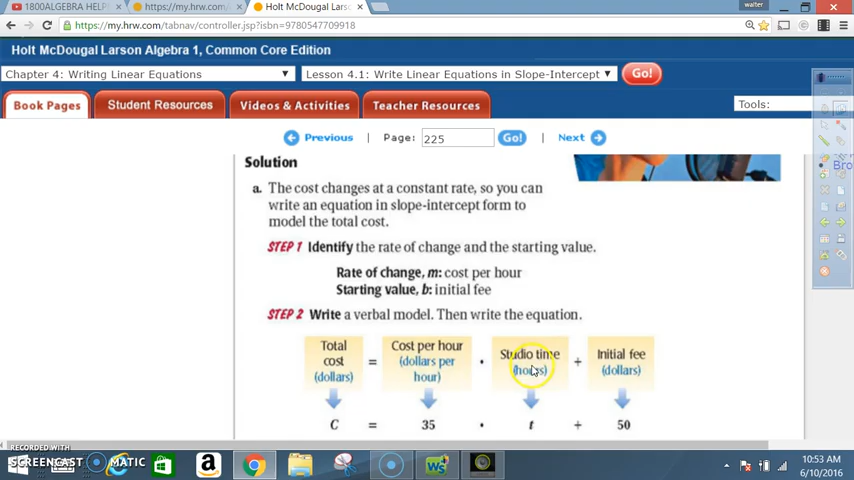 1800ALGEBRA HELP!
https://my.hrw.com/tabnav/
Holt McDougal Larson Alg
walter
https://my.hrw.com/tabnav/controller.jsp?isbn=9780547709918
Holt McDougal Larson Algebra 1, Common Core Edition
Chapter 4: Writing Linear Equations
Lesson 4.1: Write Linear Equations in Slope-Intercept
Go!
Book Pages
Student Resources
Videos & Activities
Teacher Resources
Tools:
Previous | Page: 225 Go! Next
Bro
Solution
a. The cost changes at a constant rate, so you can
write an equation in slope-intercept form to
model the total cost.
STEP 1 Identify the rate of change and the starting value.
Rate of change, m: cost per hour
Starting value, b: initial fee
STEP 2 Write a verbal model. Then write the equation.
Total cost (dollars) = Cost per hour (dollars per hour) • Studio time (hours) + Initial fee (dollars)
C = 35 • t + 50
RECORDED WITH
SCREENCAST MATIC
10:53 AM
6/10/2016